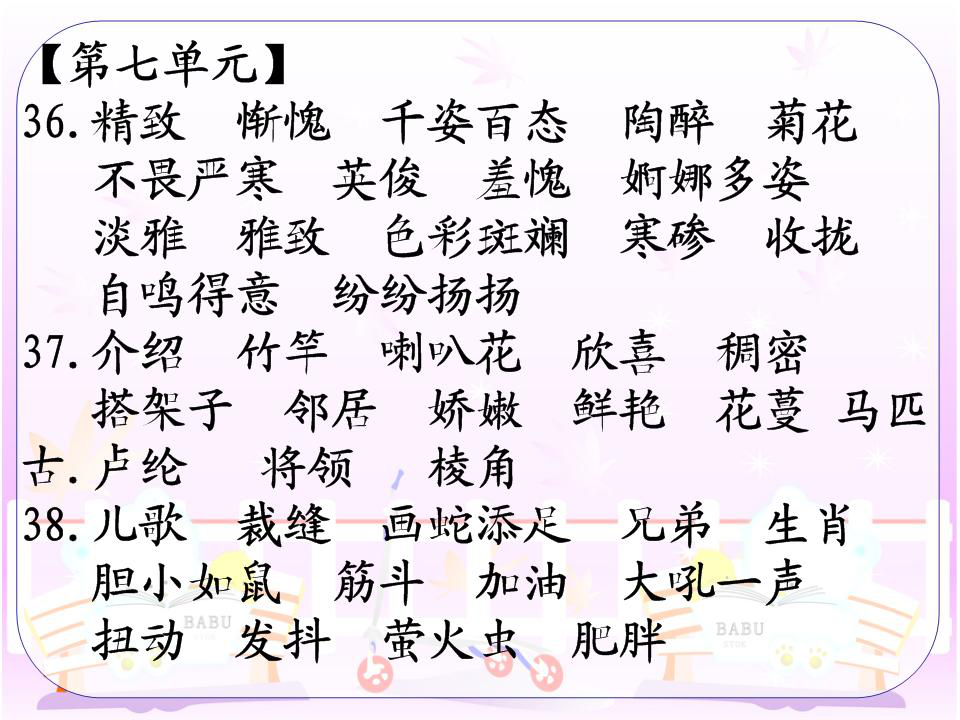 【第七单元】
36.精致 惭愧 千姿百态 陶醉 菊花
不畏严寒 英俊 羞愧 婀娜多姿
淡雅 雅致 色彩斑斓 寒碜 收拢
自鸣得意 纷纷扬扬
37.介绍 竹竿 喇叭花 欣喜 稠密
搭架子 邻居 娇嫩 鲜艳 花蔓 马匹
古.卢纶 将领 棱角
38.儿歌 裁缝 画蛇添足 兄弟 生肖
胆小如鼠 筋斗 加油 大吼一声
扭动 发抖 萤火虫 肥胖
BABU BABU
STOK STOK